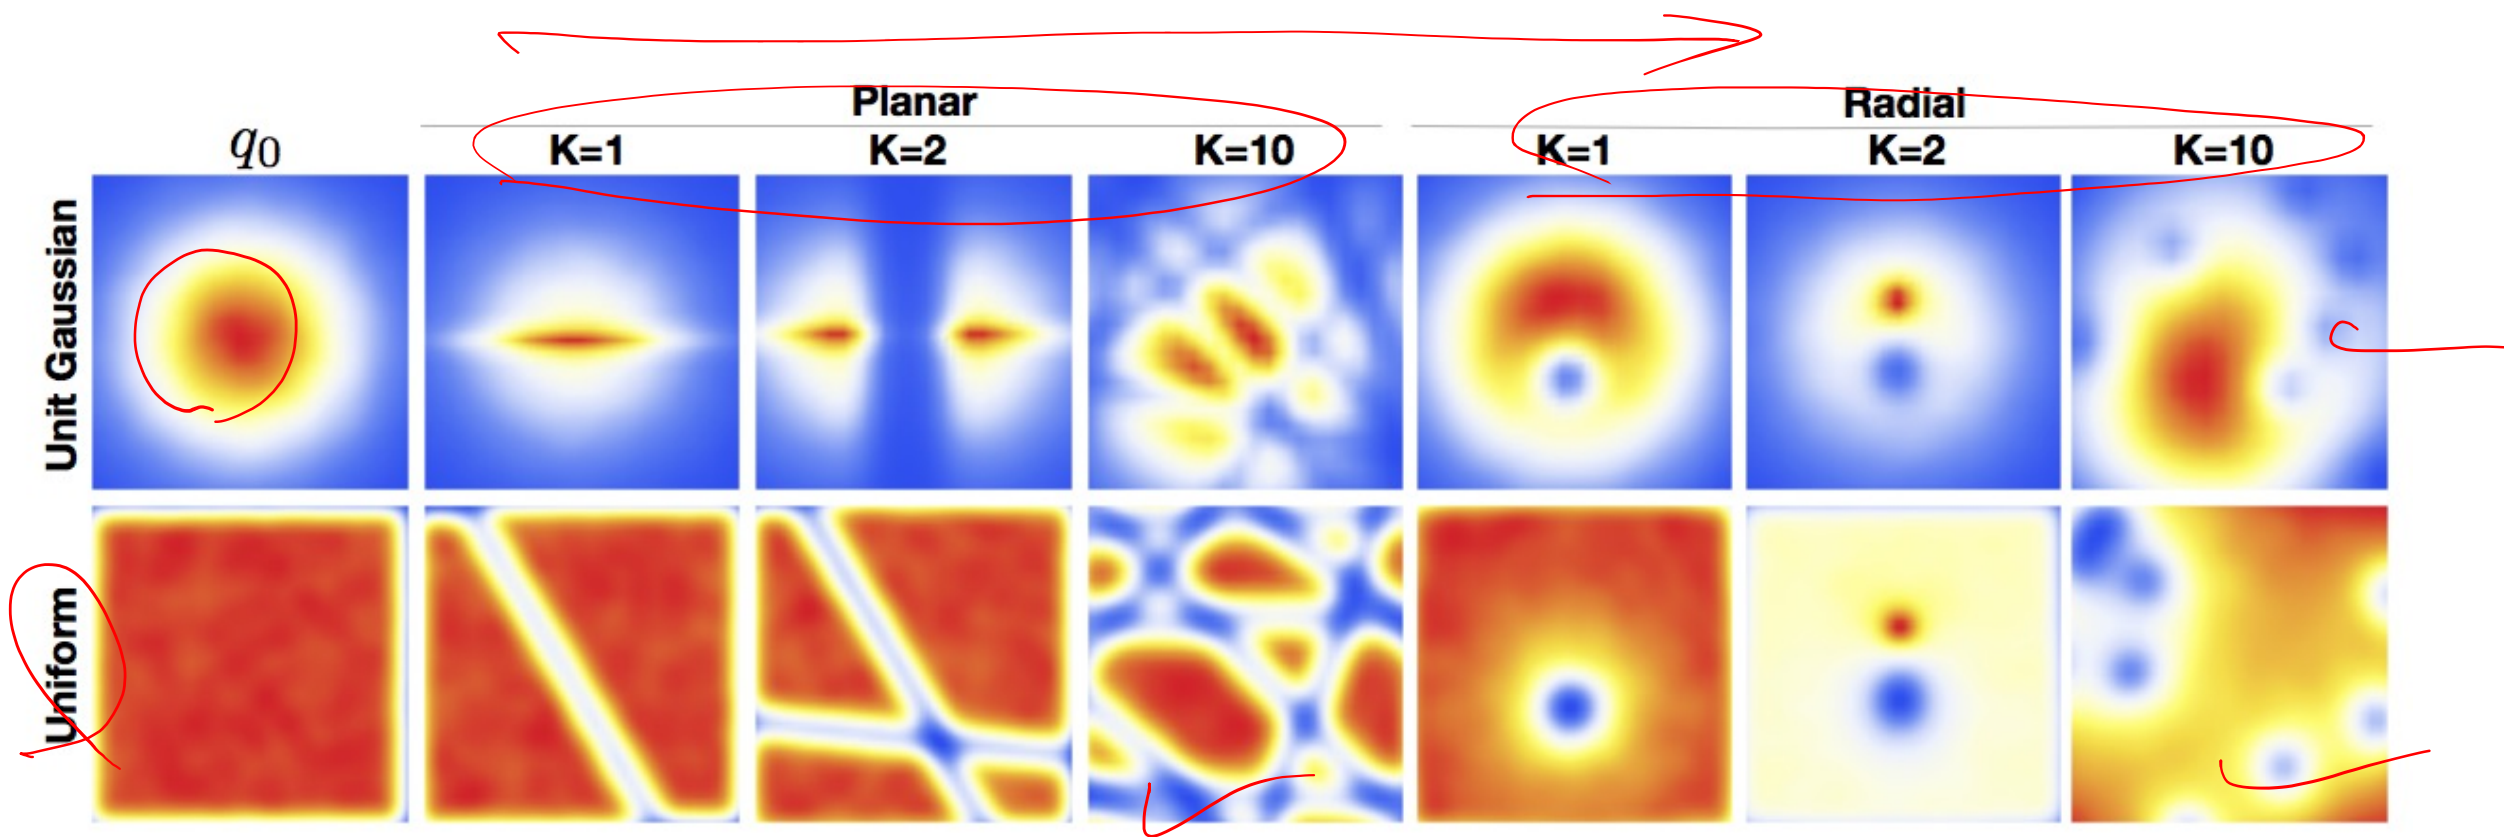 Planar
Radial
q0
K=1
K=2
K=10
K=1
K=2
K=10
Unit Gaussian
Uniform